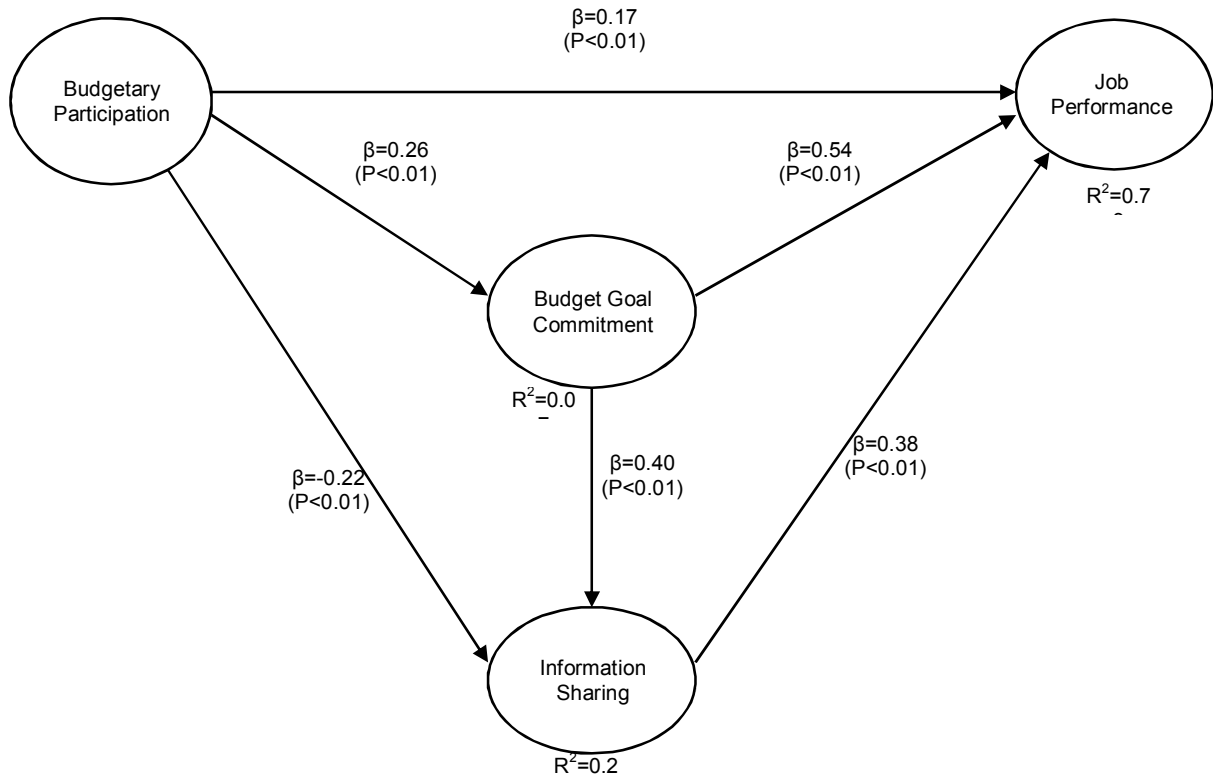 β=0.17
(P<0.01)
Budgetary
Participation
Job
Performance
β=0.26
(P<0.01)
β=0.54
(P<0.01)
R²=0.7
Budget Goal
Commitment
R²=0.0
β=-0.22
(P<0.01)
β=0.40
(P<0.01)
β=0.38
(P<0.01)
Information
Sharing
R²=0.2